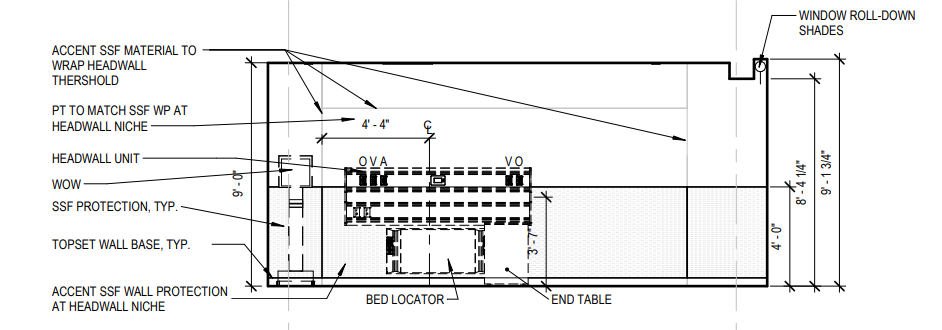 WINDOW ROLL-DOWN
SHADES
ACCENT SSF MATERIAL TO
WRAP HEADWALL
THERSHOLD
PT TO MATCH SSF WP AT
HEADWALL NICHE
4' - 4"
CL
HEADWALL UNIT
O V A
V O
WOW
9' - 0"
8' - 4 1/4"
9' - 1 3/4"
SSF PROTECTION, TYP.
TOPSET WALL BASE, TYP.
3' - 7"
4' - 0"
ACCENT SSF WALL PROTECTION
AT HEADWALL NICHE
BED LOCATOR
END TABLE